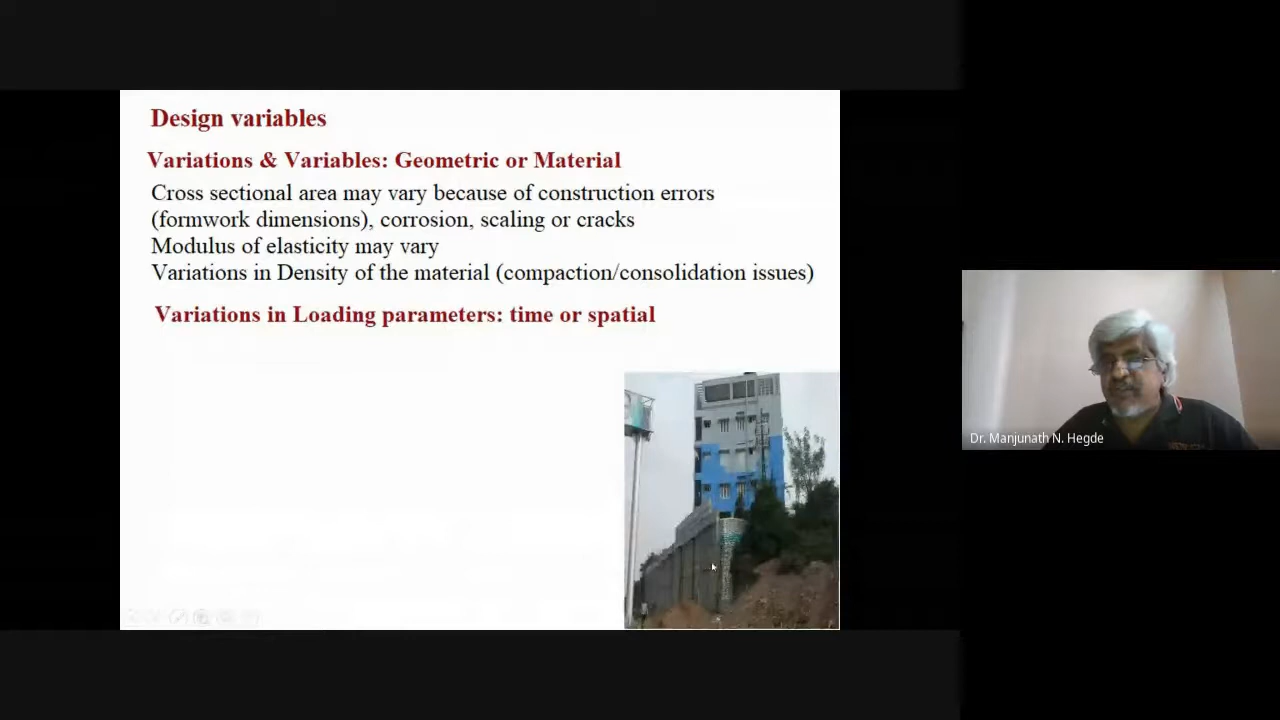 Design variables
Variations & Variables: Geometric or Material
Cross sectional area may vary because of construction errors
(formwork dimensions), corrosion, scaling or cracks
Modulus of elasticity may vary
Variations in Density of the material (compaction/consolidation issues)
Variations in Loading parameters: time or spatial
Dr. Manjunath N. Hegde